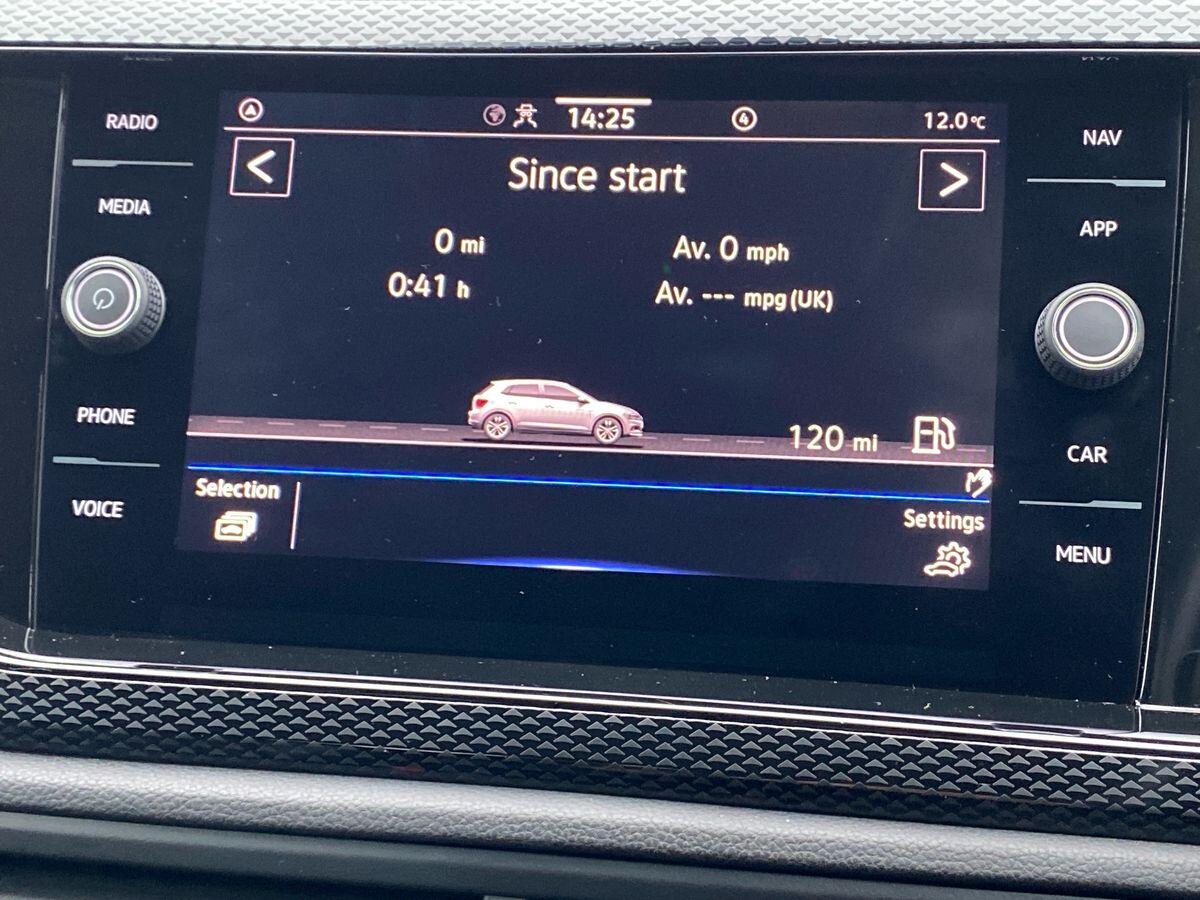 RADIO
MEDIA
PHONE
VOICE
14:25
4
12.0°C
<
Since start
>
0 mi
Av. 0 mph
0:41 h
Av. --- mpg (UK)
120 mi
Selection
Settings
NAV
APP
CAR
MENU